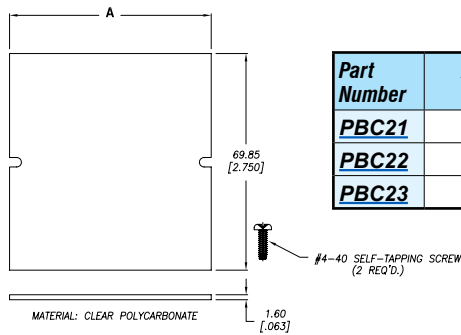 A
69.85
[2.750]
Part
Number
PBC21
PBC22
PBC23
#4-40 SELF-TAPPING SCREW
(2 REQ'D.)
MATERIAL: CLEAR POLYCARBONATE
1.60
[.063]